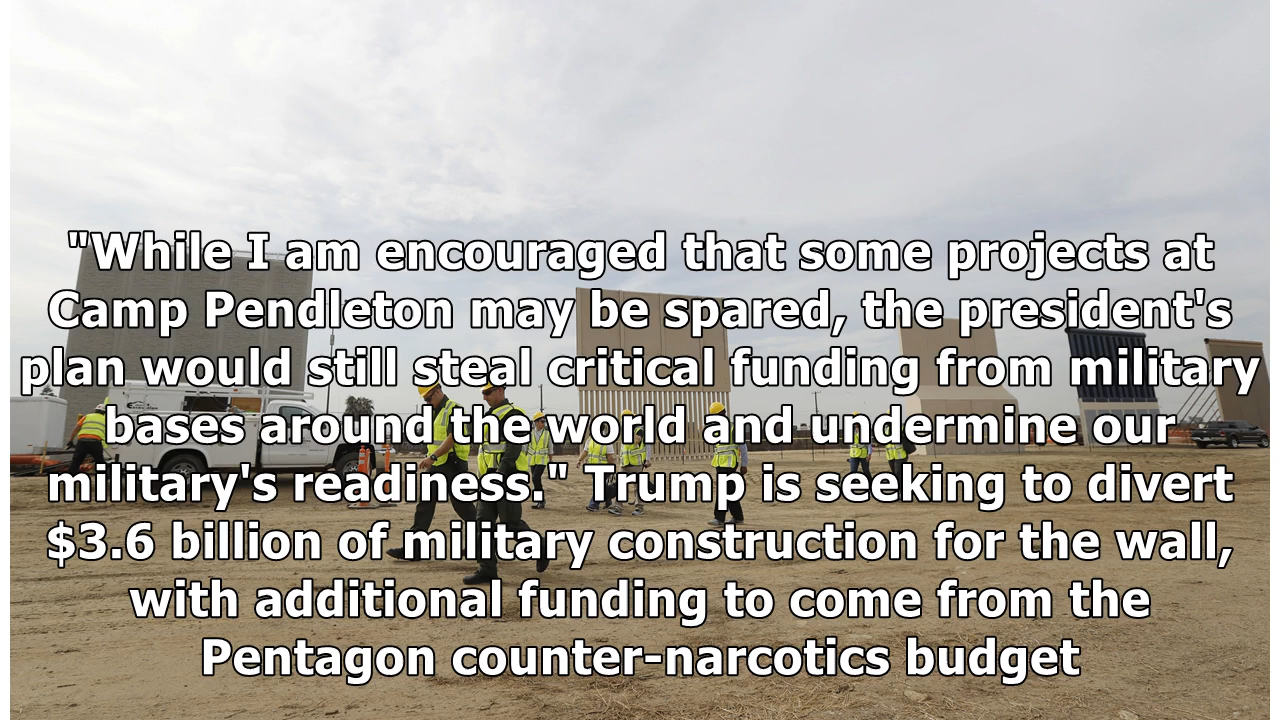 "While I am encouraged that some projects at
Camp Pendleton may be spared, the president's
plan would still steal critical funding from military
bases around the world and undermine our
military's readiness." Trump is seeking to divert
$3.6 billion of military construction for the wall,
with additional funding to come from the
Pentagon counter-narcotics budget